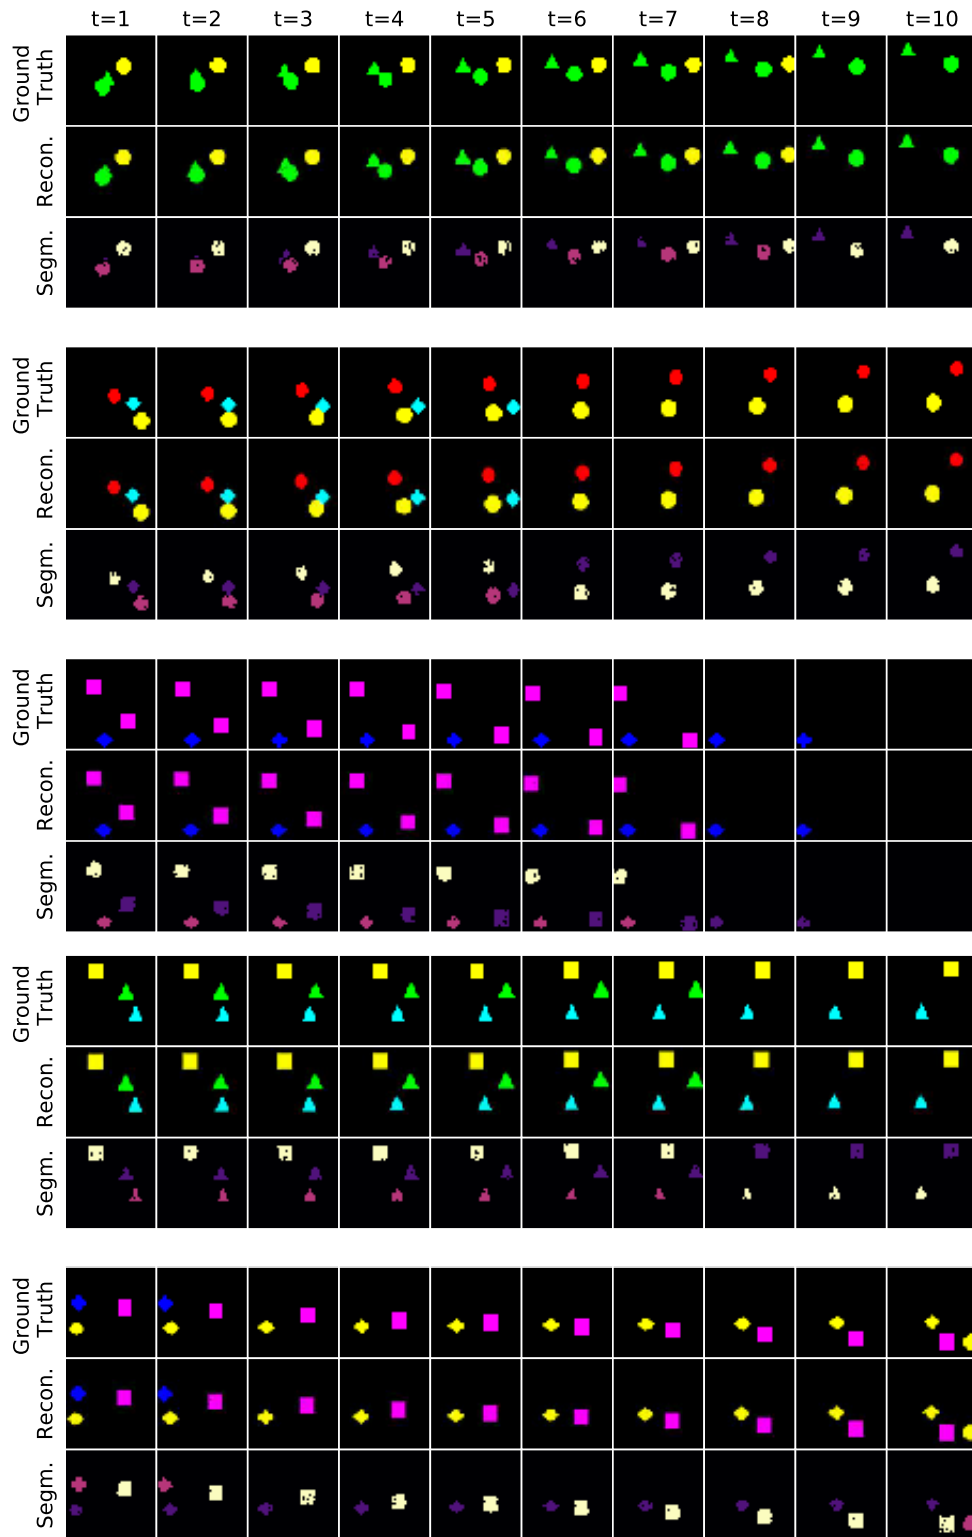 t=1 t=2 t=3 t=4 t=5 t=6 t=7 t=8 t=9 t=10
Ground
Truth
Recon.
Segm.
Ground
Truth
Recon.
Segm.
Ground
Truth
Recon.
Segm.
Ground
Truth
Recon.
Segm.
Ground
Truth
Recon.
Segm.